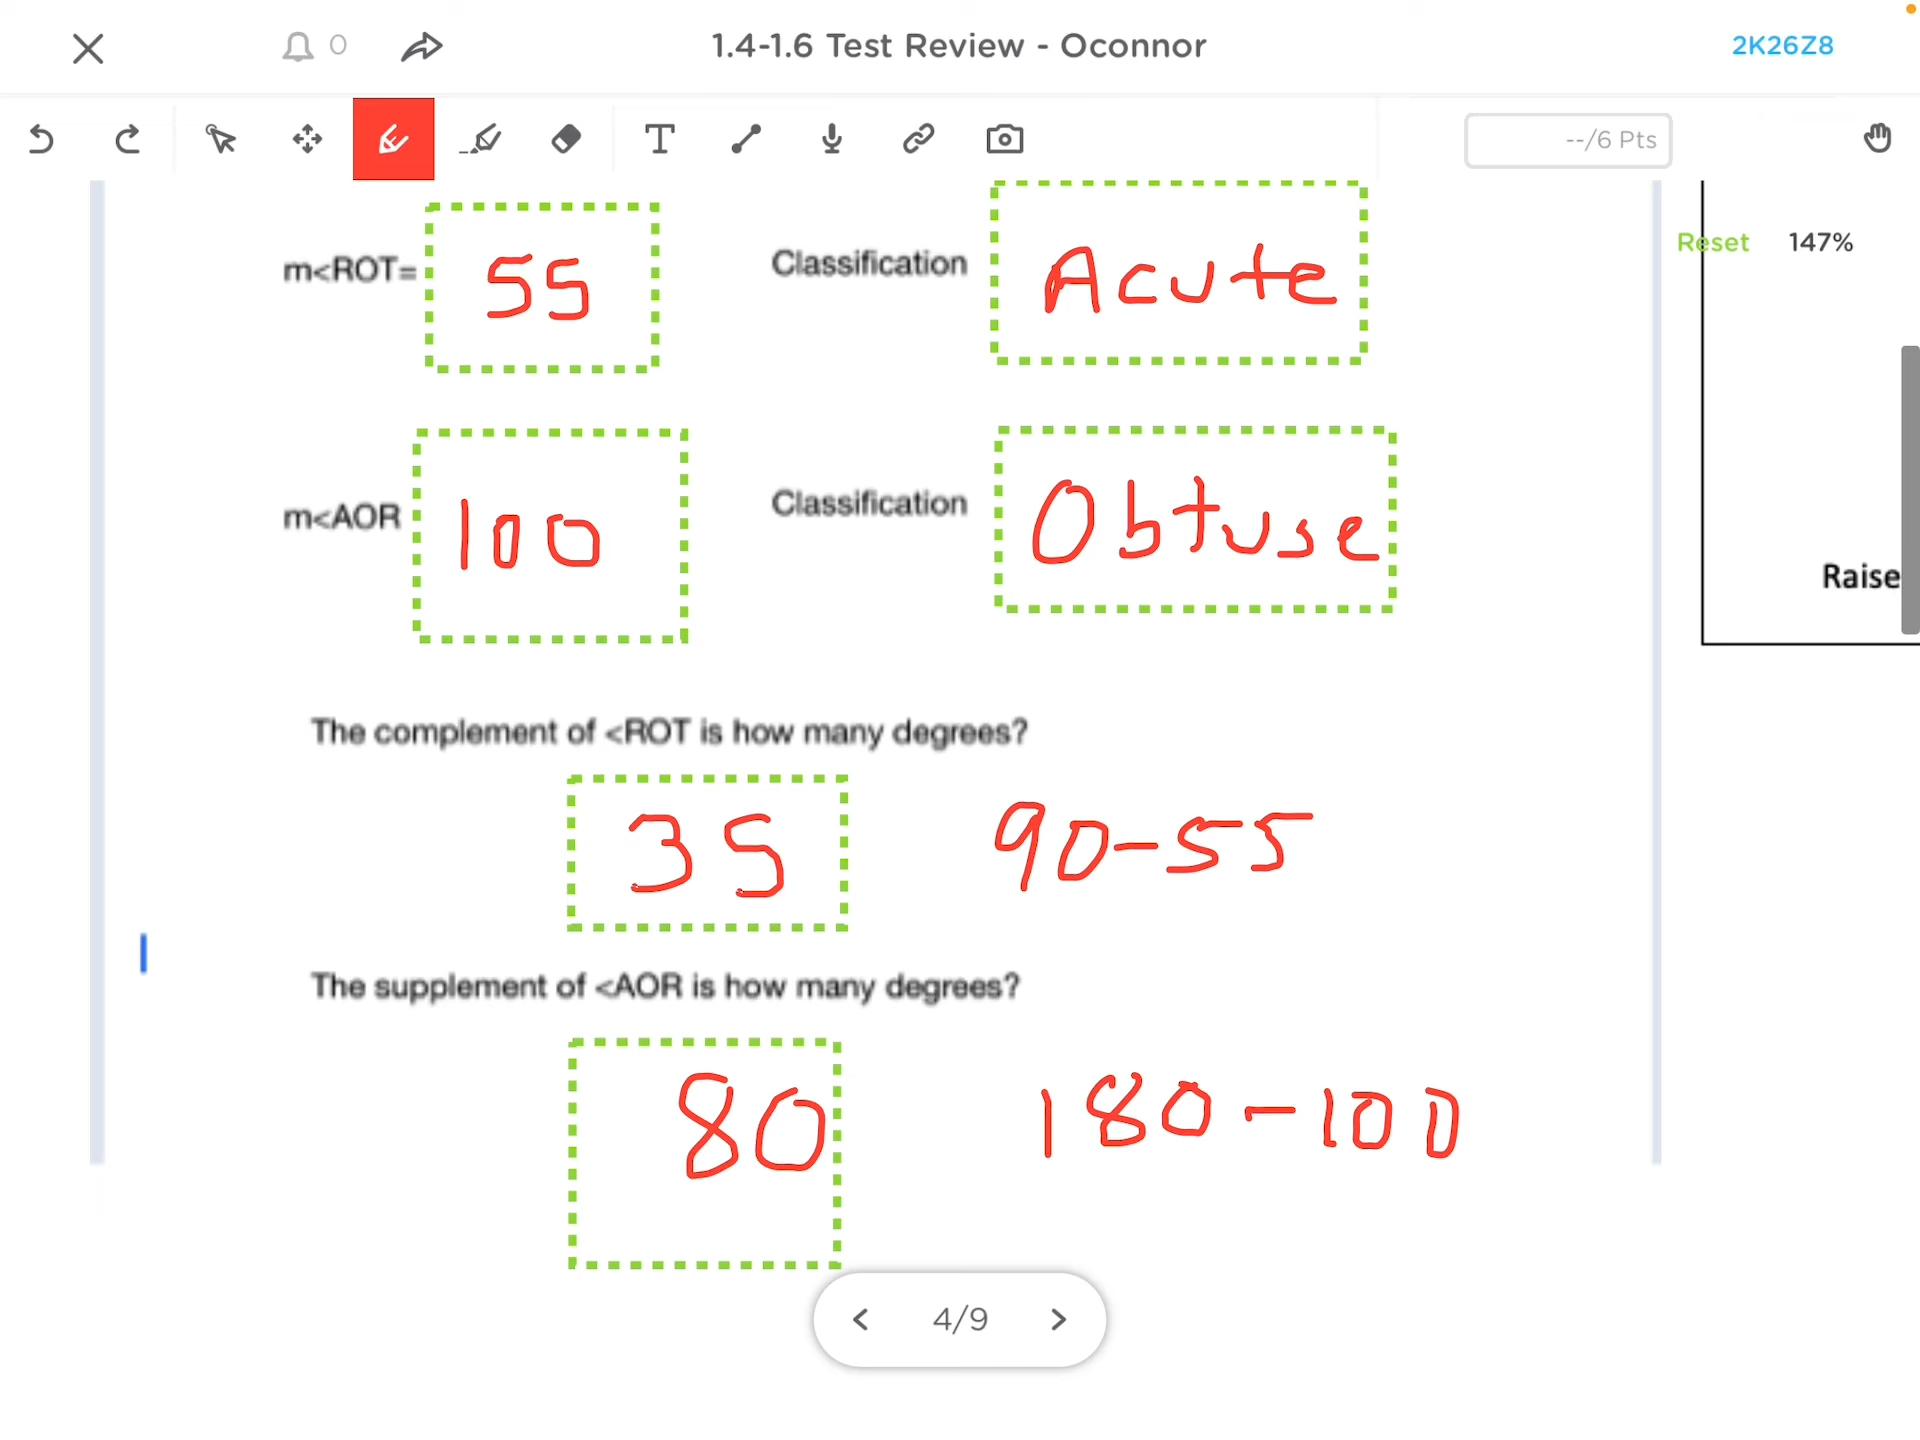 0 1.4-1.6 Test Review - Oconnor 2K26Z8
T --/6 Pts
Reset 147%
m<ROT= 55 Classification Acute
m<AOR 100 Classification Obtuse
Raise
The complement of <ROT is how many degrees?
35 90-55
The supplement of <AOR is how many degrees?
80 180-100
< 4/9 >